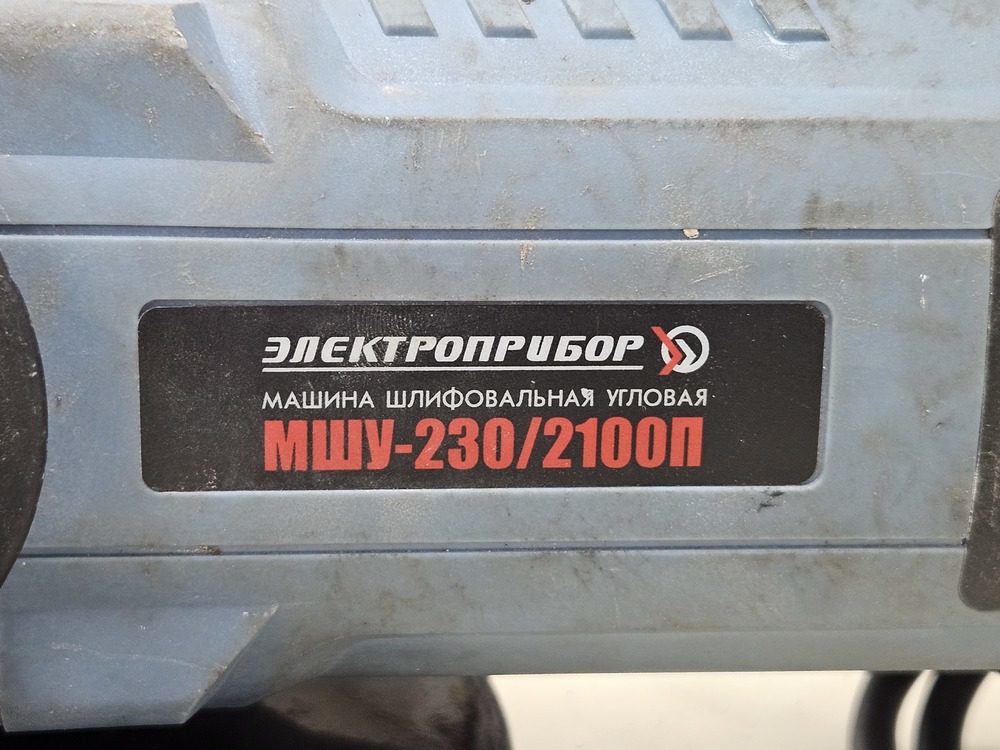 ЭЛЕКТРОПРИБОР
МАШИНА ШЛИФОВАЛЬНАЯ УГЛОВАЯ
МШУ-230/2100П